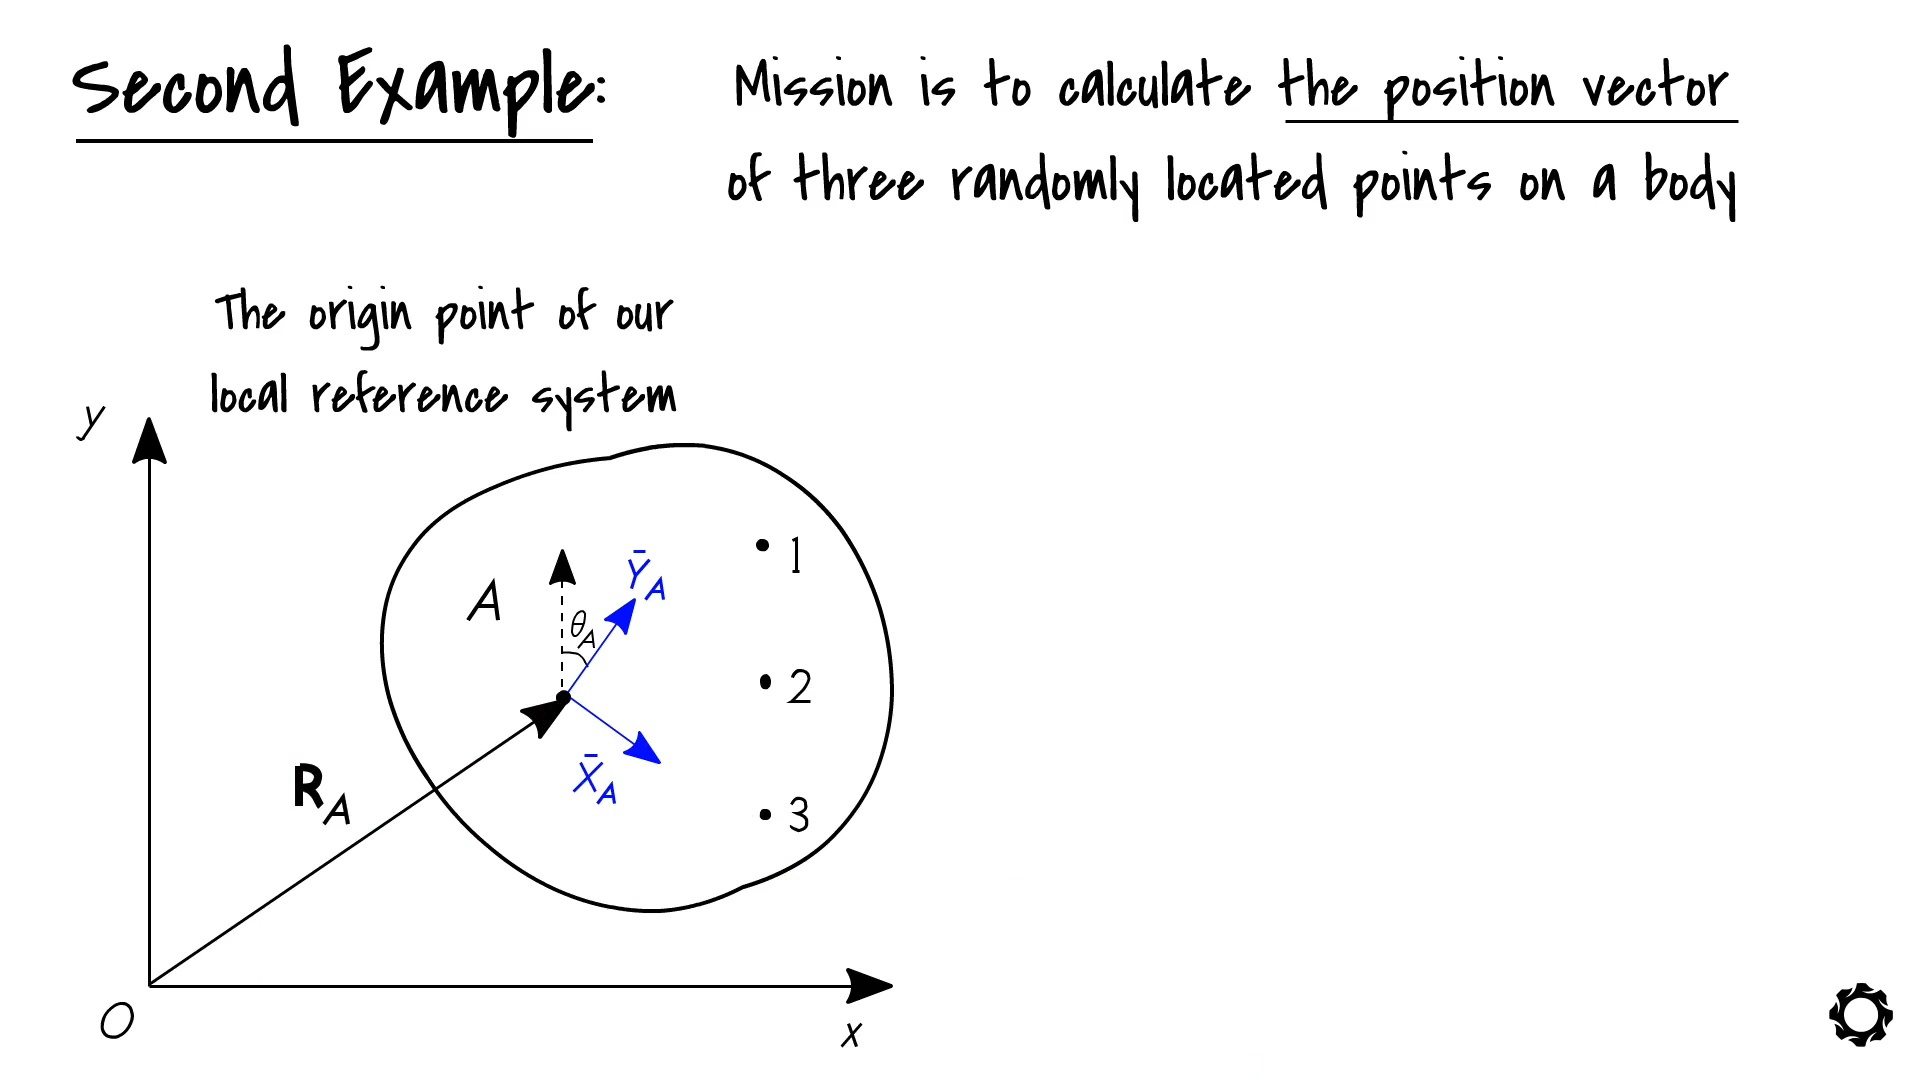 Second Example:
Mission is to calculate the position vector
of three randomly located points on a body
The origin point of our
local reference system
y
1
A
Ȳ_A
θ_A
2
X̄_A
R_A
3
O
x